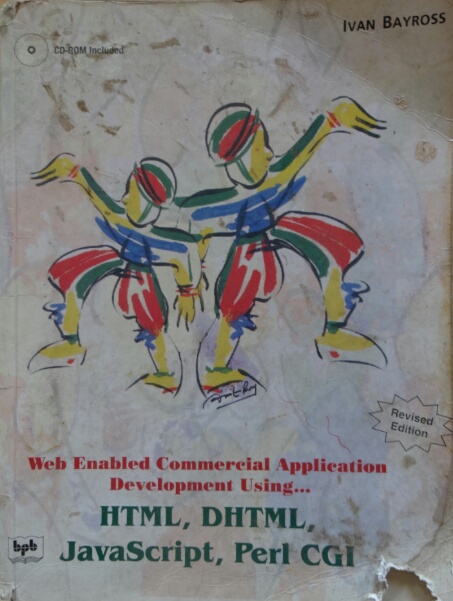 IVAN BAYROSS
CD-ROM Included
Revised
Edition
Web Enabled Commercial Application
Development Using...
HTML, DHTML,
JavaScript, Perl CGI
bpb